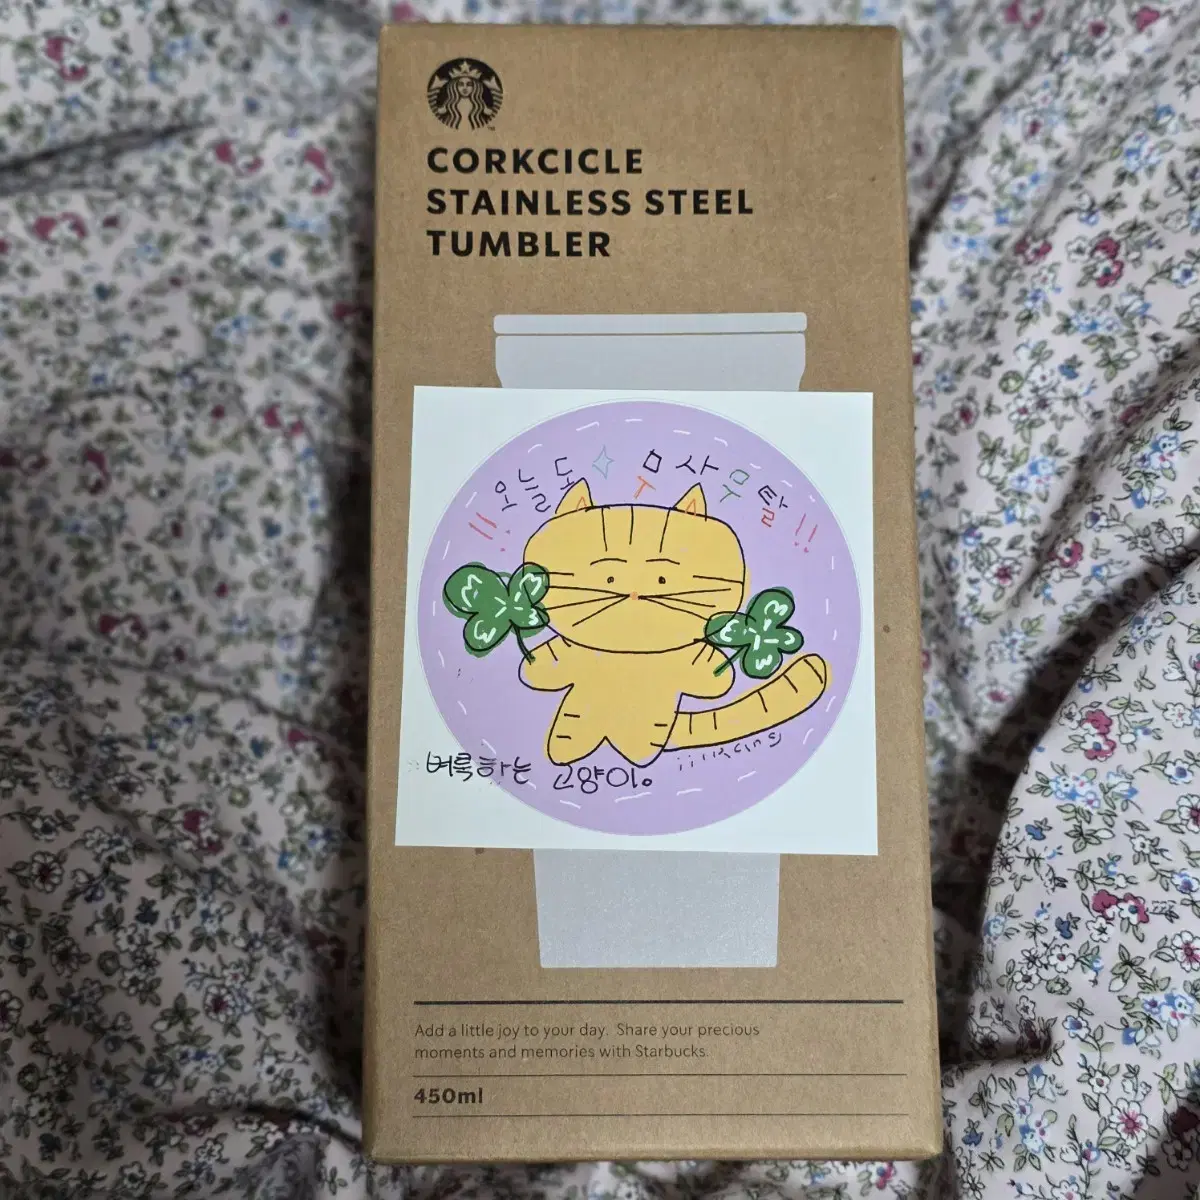 CORKCICLE
STAINLESS STEEL
TUMBLER
오늘도 무사우탈!!
벼룩하는 고양이。
Add a little joy to your day. Share your precious
moments and memories with Starbucks.
450ml